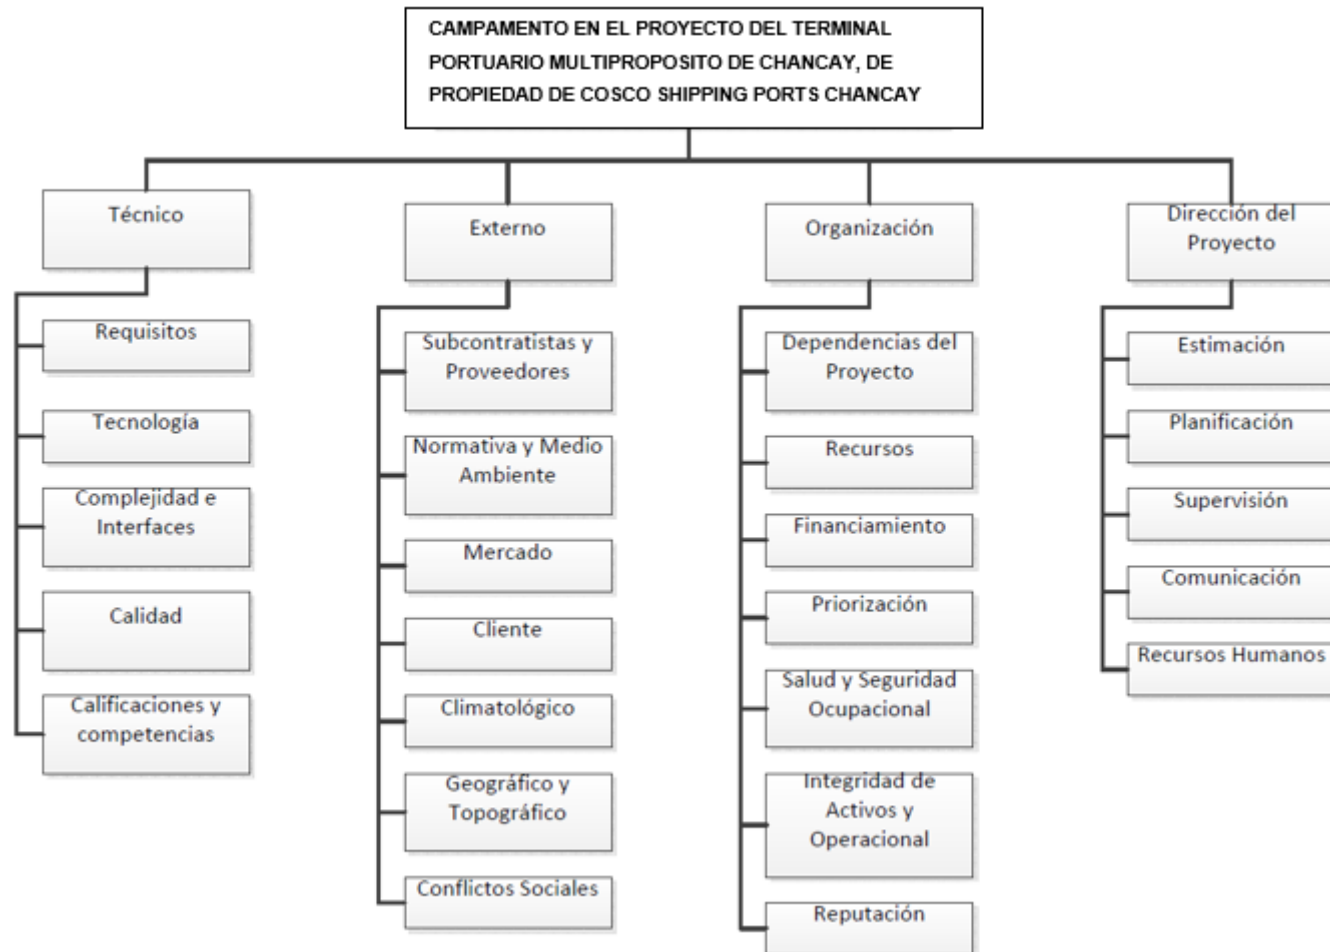 CAMPAMENTO EN EL PROYECTO DEL TERMINAL
PORTUARIO MULTIPROPOSITO DE CHANCAY, DE
PROPIEDAD DE COSCO SHIPPING PORTS CHANCAY
Técnico
Requisitos
Tecnología
Complejidad e
Interfaces
Calidad
Calificaciones y
competencias
Externo
Subcontratistas y
Proveedores
Normativa y Medio
Ambiente
Mercado
Cliente
Climatológico
Geográfico y
Topográfico
Conflictos Sociales
Organización
Dependencias del
Proyecto
Recursos
Financiamiento
Priorización
Salud y Seguridad
Ocupacional
Integridad de
Activos y
Operacional
Reputación
Dirección del
Proyecto
Estimación
Planificación
Supervisión
Comunicación
Recursos Humanos